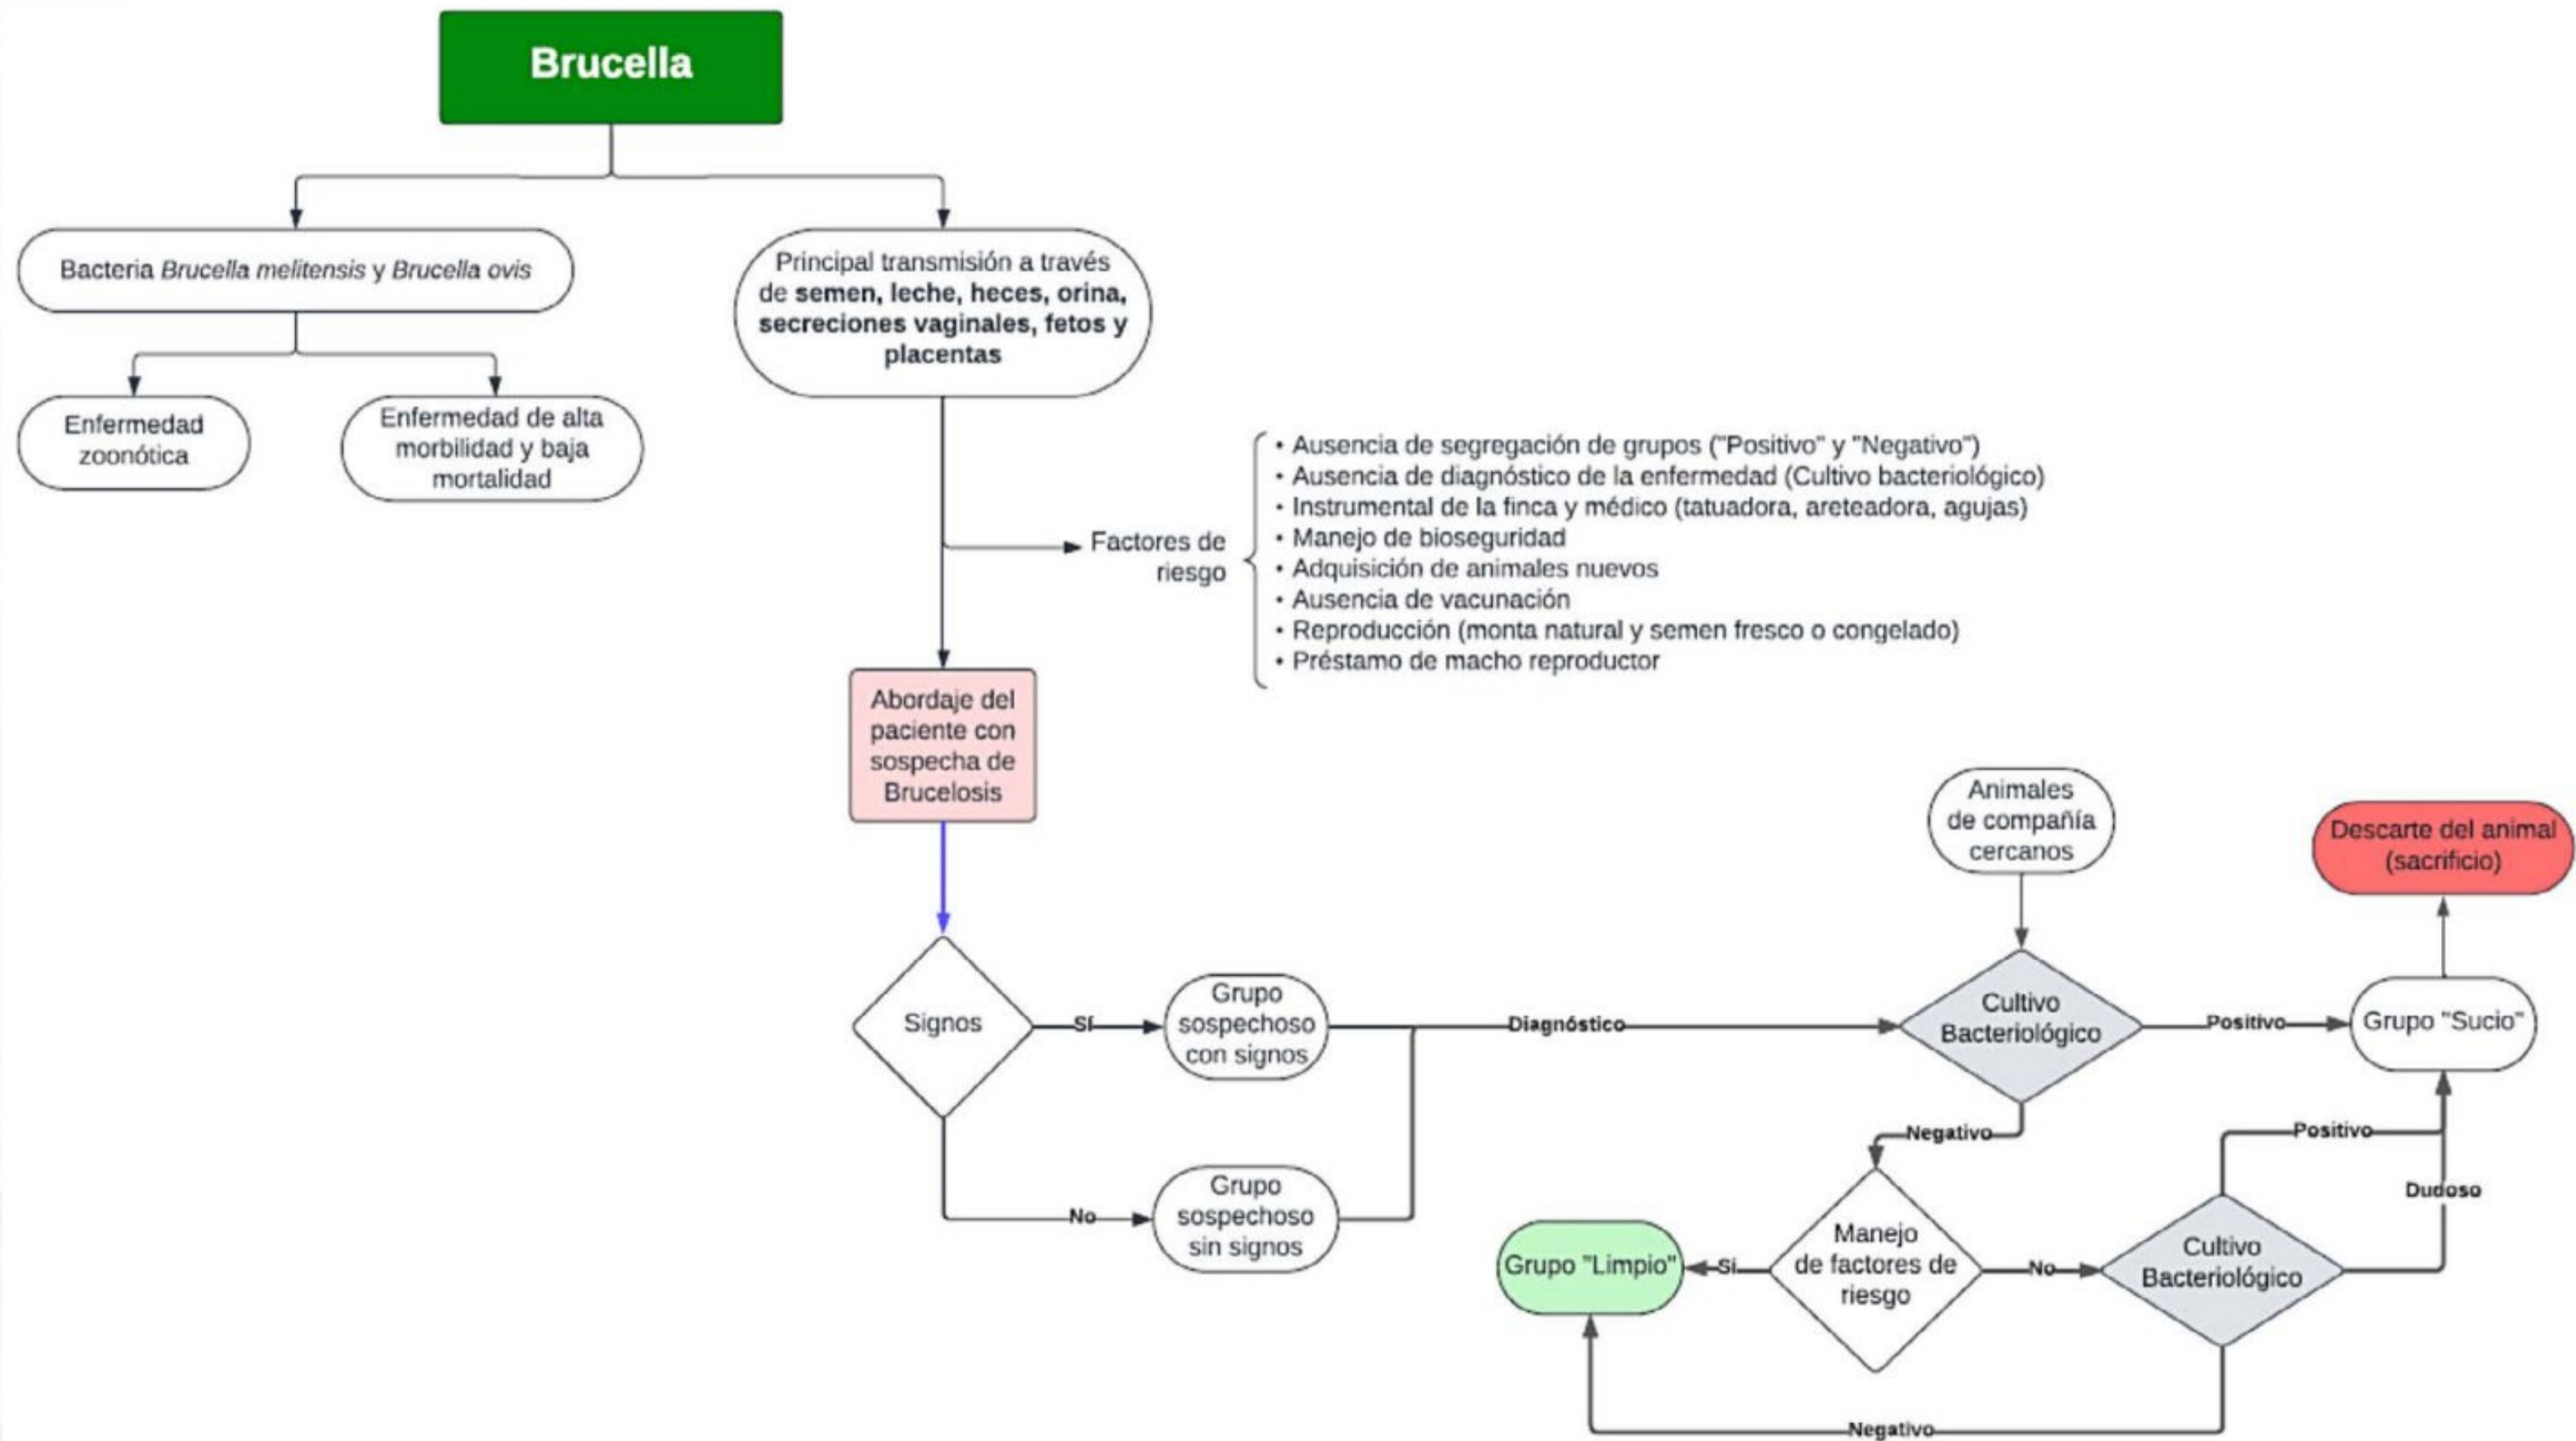 Brucella
Bacteria Brucella melitensis y Brucella ovis
Principal transmisión a través
de semen, leche, heces, orina,
secreciones vaginales, fetos y
placentas
Enfermedad
zoonótica
Enfermedad de alta
morbilidad y baja
mortalidad
Factores de
riesgo
• Ausencia de segregación de grupos ("Positivo" y "Negativo")
• Ausencia de diagnóstico de la enfermedad (Cultivo bacteriológico)
• Instrumental de la finca y médico (tatuadora, areteadora, agujas)
• Manejo de bioseguridad
• Adquisición de animales nuevos
• Ausencia de vacunación
• Reproducción (monta natural y semen fresco o congelado)
• Préstamo de macho reproductor
Abordaje del
paciente con
sospecha de
Brucelosis
Signos
Sí
Grupo
sospechoso
con signos
No
Grupo
sospechoso
sin signos
Diagnóstico
Animales
de compañía
cercanos
Cultivo
Bacteriológico
Positivo
Grupo "Sucio"
Descarte del animal
(sacrificio)
Negativo
Manejo
de factores de
riesgo
Sí
Grupo "Limpio"
No
Cultivo
Bacteriológico
Positivo
Dudoso
Negativo